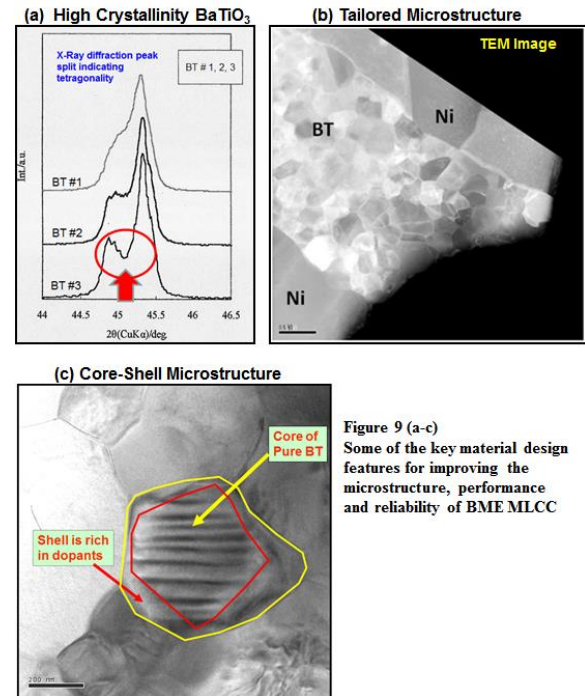 (a) High Crystallinity BaTiO₃
X-Ray diffraction peak
split indicating
tetragonality
BT # 1, 2, 3
Int./a.u.
BT #1
BT #2
BT #3
44
44.5
45
45.5
46
46.5
2θ(CuKα)/deg
(b) Tailored Microstructure
TEM Image
Ni
BT
Ni
(c) Core-Shell Microstructure
Core of
Pure BT
Shell is rich
in dopants
200 nm
Figure 9 (a-c)
Some of the key material design
features for improving the
microstructure, performance
and reliability of BME MLCC